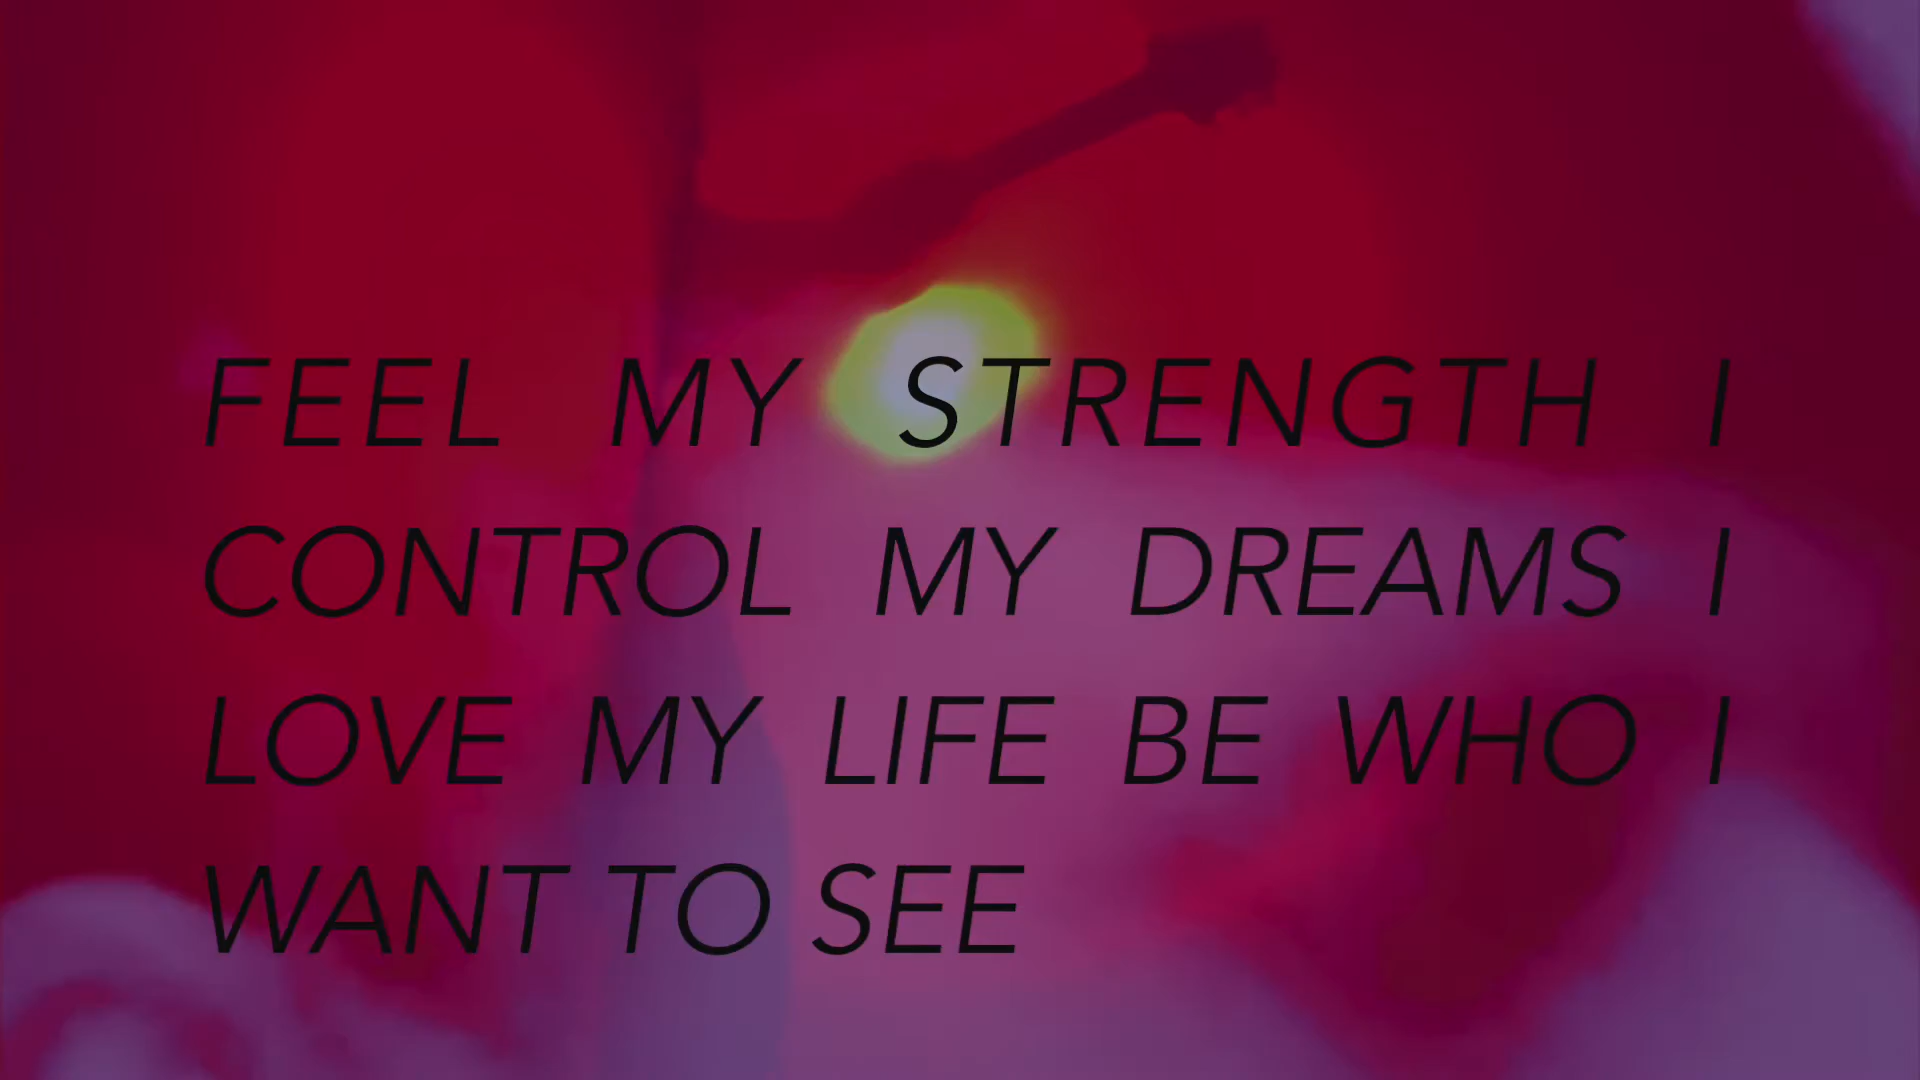 FEEL MY STRENGTH I
CONTROL MY DREAMS I
LOVE MY LIFE BE WHO I
WANT TO SEE